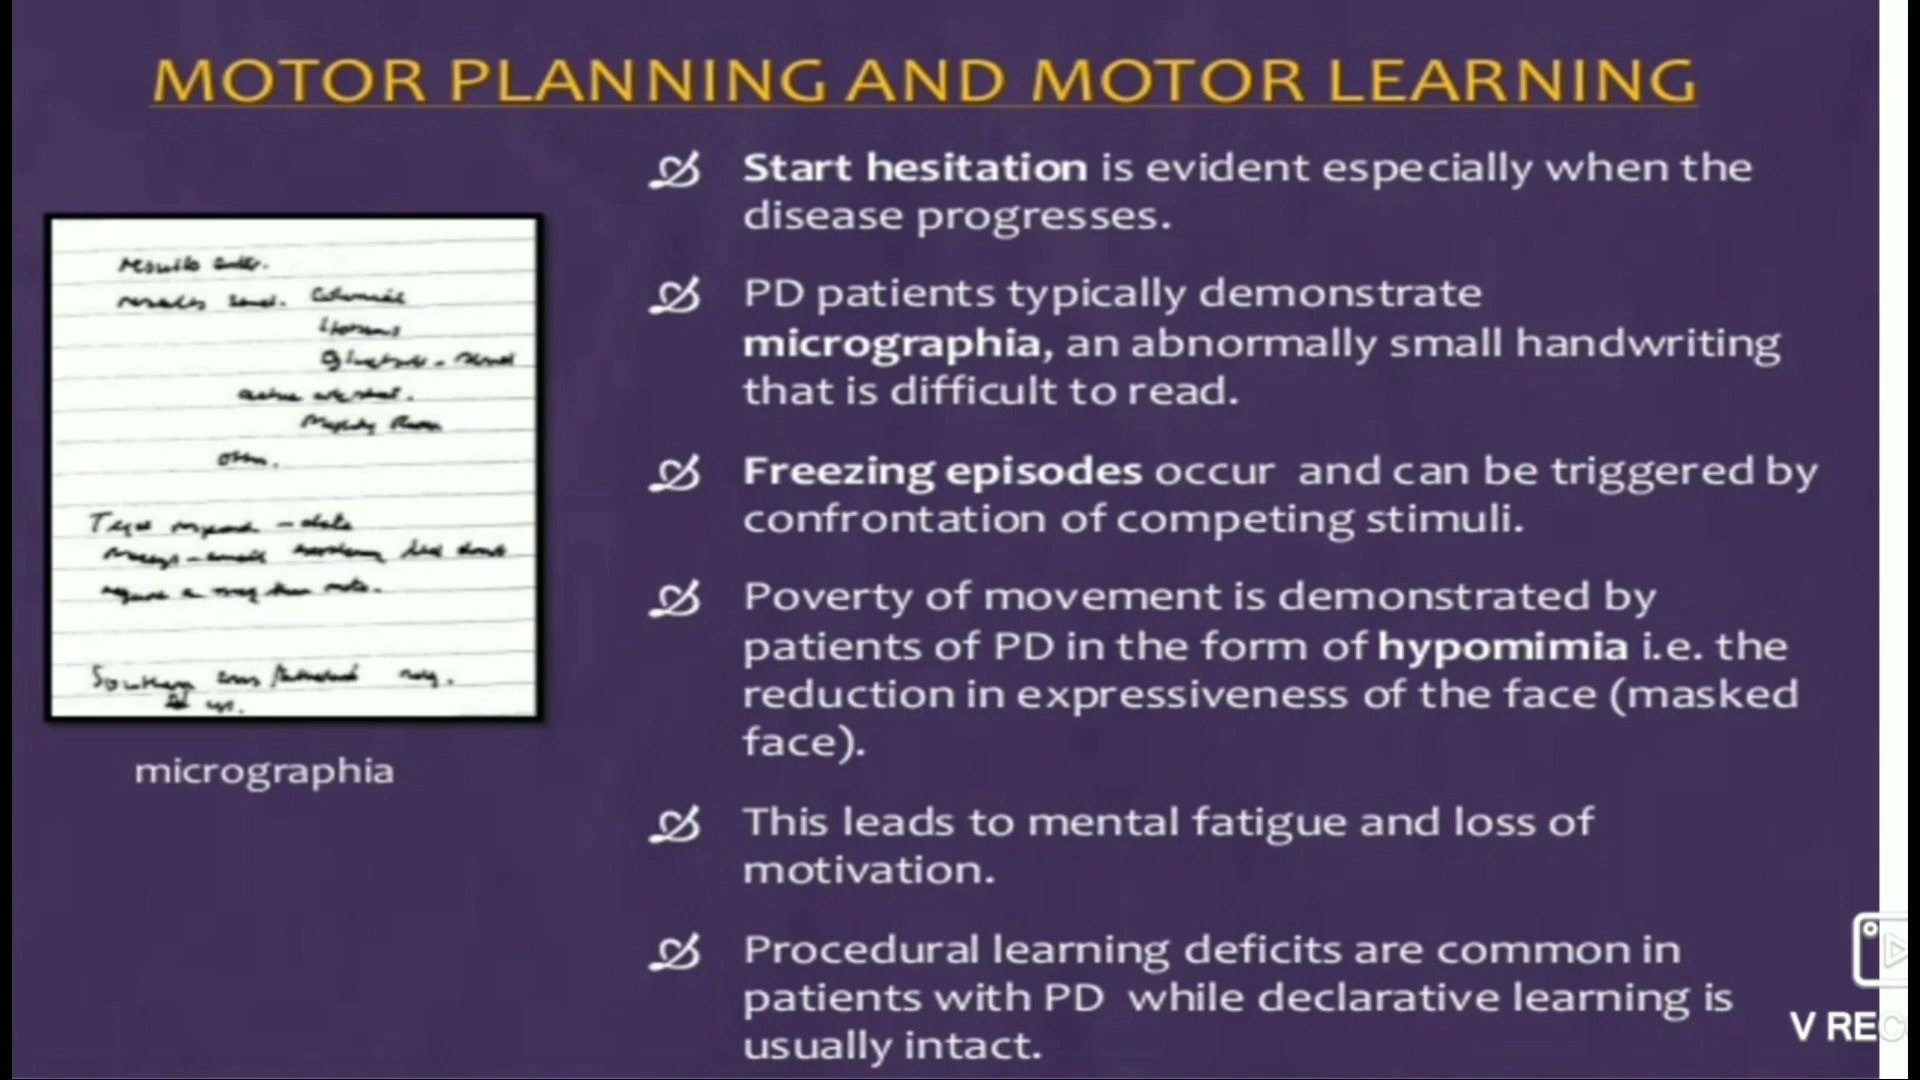 MOTOR PLANNING AND MOTOR LEARNING
Start hesitation is evident especially when the
disease progresses.
PD patients typically demonstrate
micrographia, an abnormally small handwriting
that is difficult to read.
Freezing episodes occur and can be triggered by
confrontation of competing stimuli.
Poverty of movement is demonstrated by
patients of PD in the form of hypomimia i.e. the
reduction in expressiveness of the face (masked
face).
This leads to mental fatigue and loss of
motivation.
Procedural learning deficits are common in
patients with PD while declarative learning is
usually intact.
results
micrographia
V REC